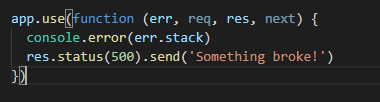 app.use(function (err, req, res, next) {
  console.error(err.stack)
  res.status(500).send('Something broke!')
})